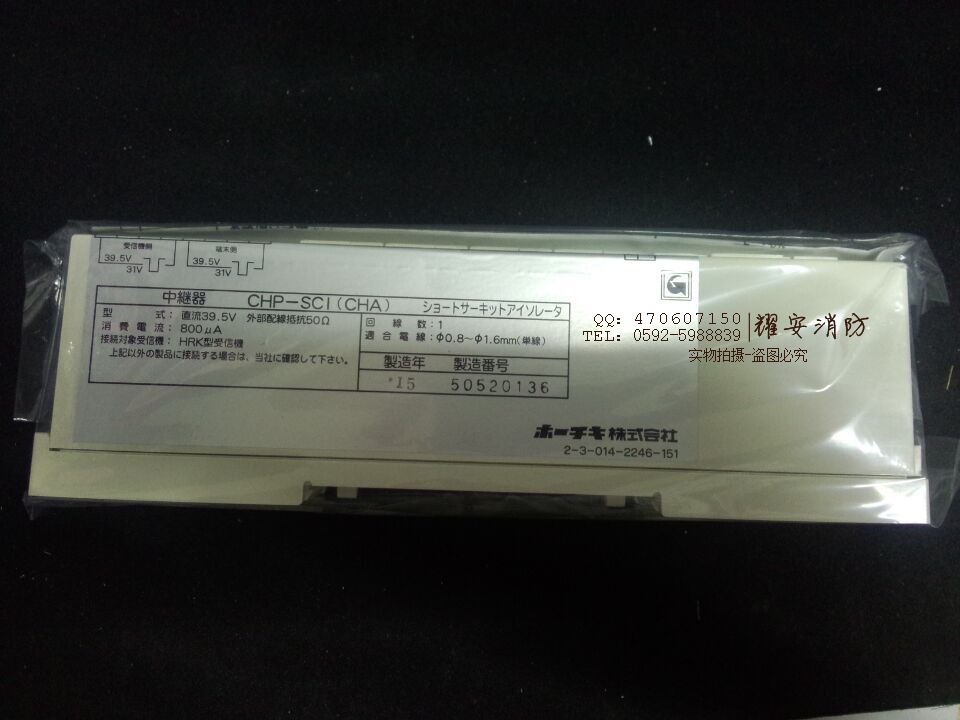 受信機側
39.5V
31V
端末側
39.5V
31V
中継器 CHP-SCI(CHA) ショートサーキットアイソレータ
型 式: 直流39.5V 外部配線抵抗50Ω
消費電流: 800μA
接続対象受信機: HRK型受信機
上記以外の製品に接続する場合は、当社に確認して下さい。
回線数: 1
適合電線: Φ0.8~Φ1.6mm(単線)
製造年 製造番号
'15 50520136
ホーチキ株式会社
2-3-014-2246-151
QQ: 470607150
TEL: 0592-5988839
耀安消防
实物拍摄-盗图必究